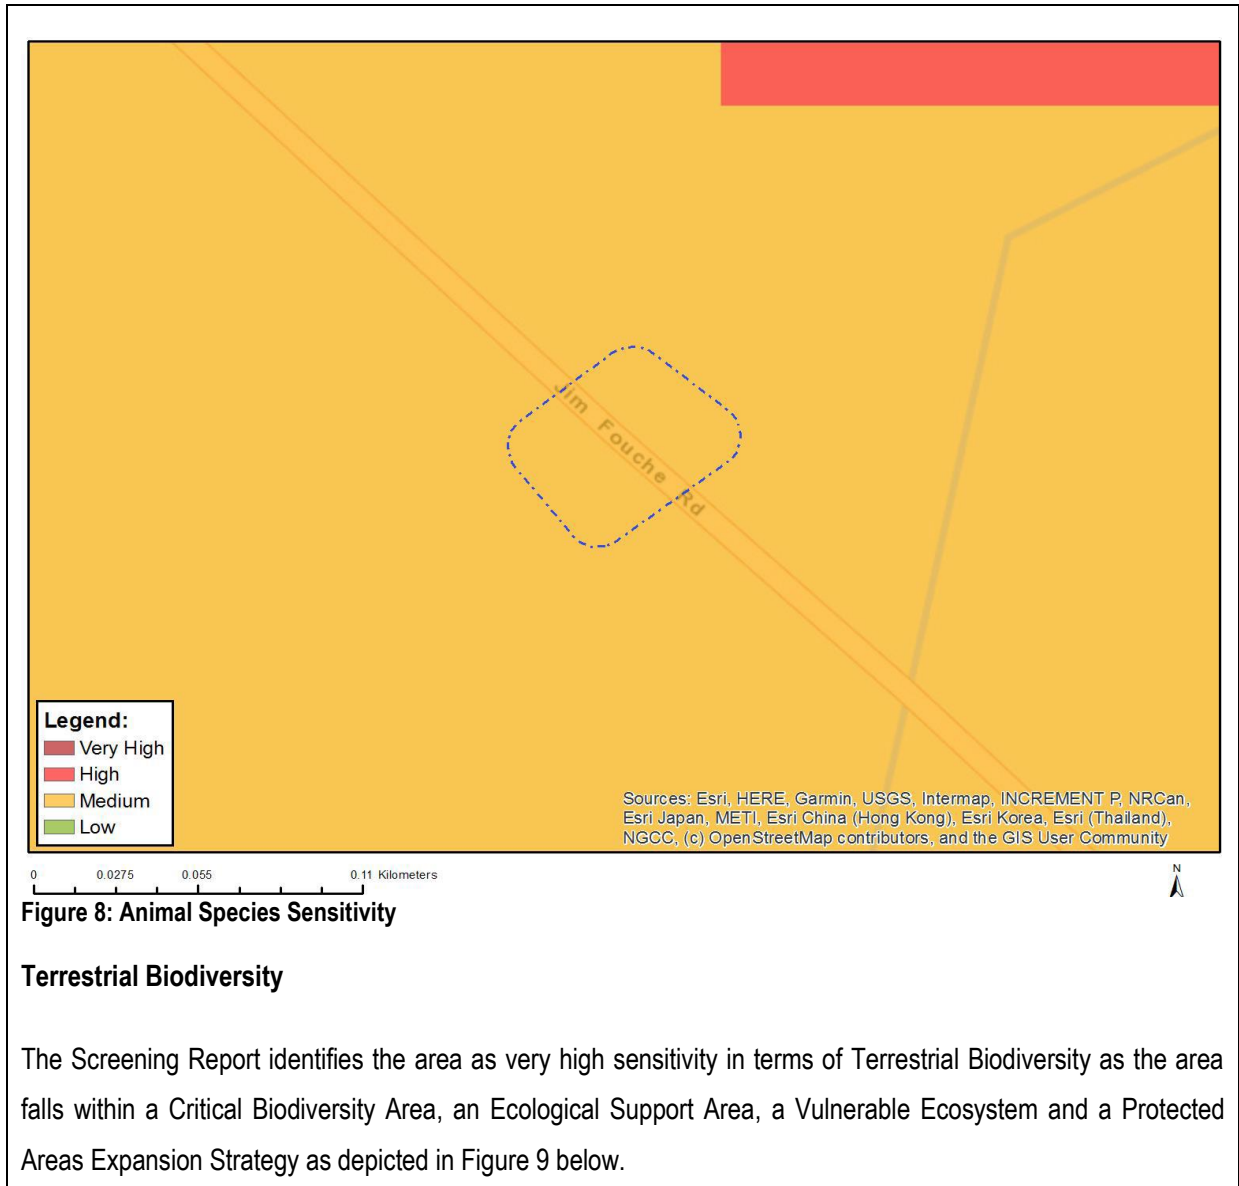 Jim Fouche Rd
Legend:
Very High
High
Medium
Low
Sources: Esri, HERE, Garmin, USGS, Intermap, INCREMENT P, NRCan,
Esri Japan, METI, Esri China (Hong Kong), Esri Korea, Esri (Thailand),
NGCC, (c) OpenStreetMap contributors, and the GIS User Community
0 0.0275 0.055 0.11 Kilometers
N
Figure 8: Animal Species Sensitivity
Terrestrial Biodiversity
The Screening Report identifies the area as very high sensitivity in terms of Terrestrial Biodiversity as the area
falls within a Critical Biodiversity Area, an Ecological Support Area, a Vulnerable Ecosystem and a Protected
Areas Expansion Strategy as depicted in Figure 9 below.